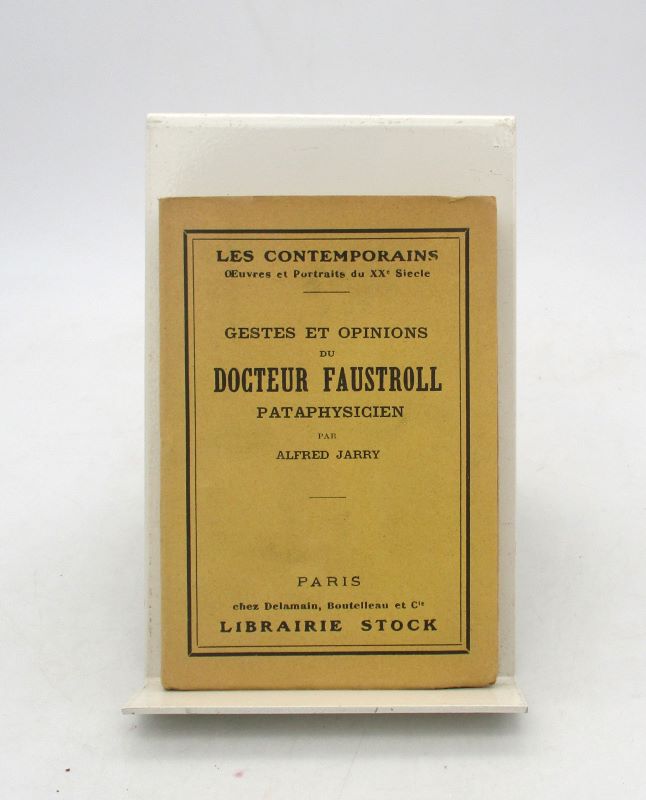 LES CONTEMPORAINS
Œuvres et Portraits du XXe Siecle
GESTES ET OPINIONS
DU
DOCTEUR FAUSTROLL
PATAPHYSICIEN
PAR
ALFRED JARRY
PARIS
chez Delamain, Boutelleau et Cie
LIBRAIRIE STOCK